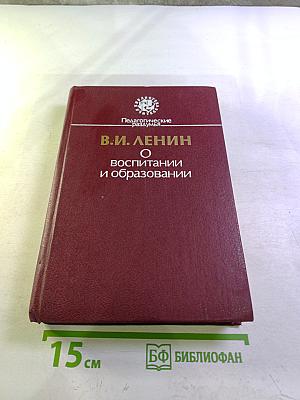 Педагогические
раздумья
В.И. ЛЕНИН
О
воспитании
и образовании
15 см
БФ БИБЛИОФАН